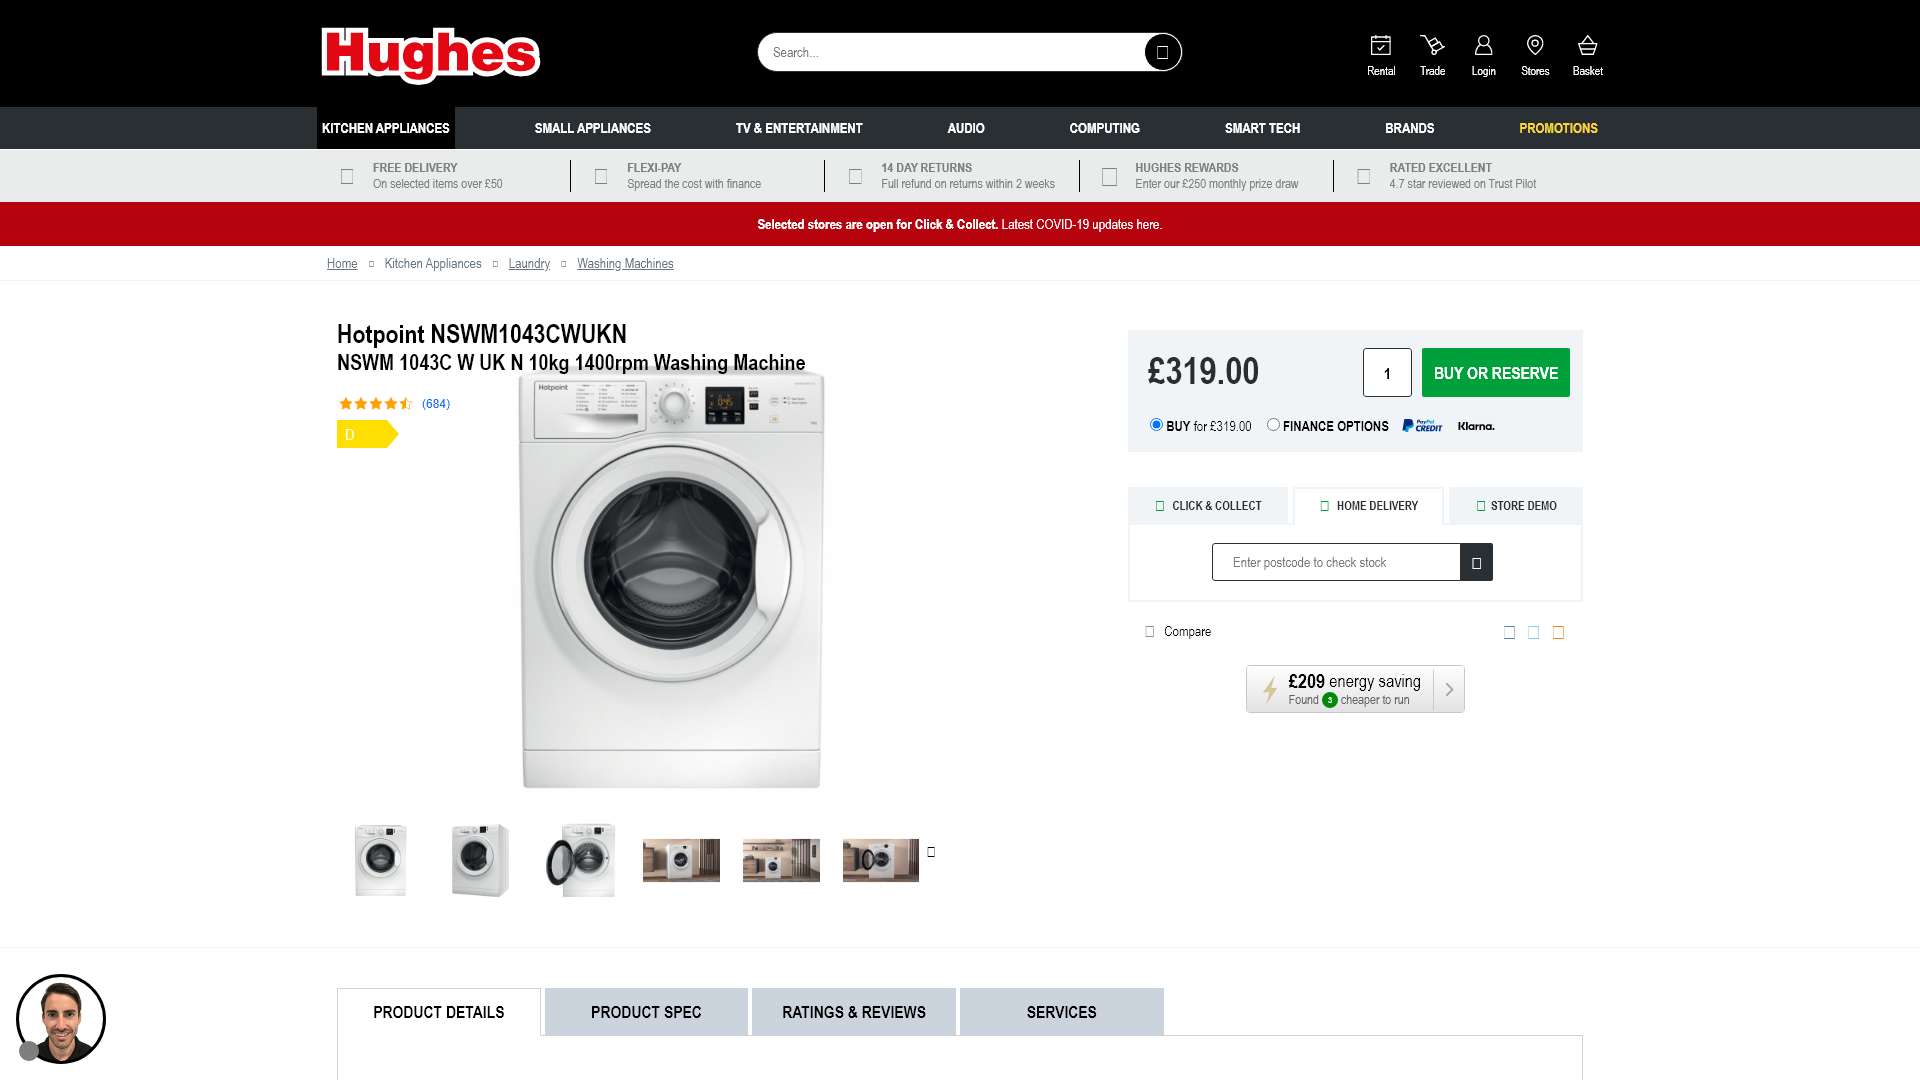 Hughes
Search...
Rental
Trade
Login
Stores
Basket
KITCHEN APPLIANCES
SMALL APPLIANCES
TV & ENTERTAINMENT
AUDIO
COMPUTING
SMART TECH
BRANDS
PROMOTIONS
FREE DELIVERY
On selected items over £50
FLEXI-PAY
Spread the cost with finance
14 DAY RETURNS
Full refund on returns within 2 weeks
HUGHES REWARDS
Enter our £250 monthly prize draw
RATED EXCELLENT
4.7 star reviewed on Trust Pilot
Selected stores are open for Click & Collect. Latest COVID-19 updates here.
Home
Kitchen Appliances
Laundry
Washing Machines
Hotpoint NSWM1043CWUKN
NSWM 1043C W UK N 10kg 1400rpm Washing Machine
(684)
D
Hotpoint
£319.00
1
BUY OR RESERVE
BUY for £319.00
FINANCE OPTIONS
PayPal
CREDIT
Klarna.
CLICK & COLLECT
HOME DELIVERY
STORE DEMO
Enter postcode to check stock
Compare
£209 energy saving
Found 3 cheaper to run
PRODUCT DETAILS
PRODUCT SPEC
RATINGS & REVIEWS
SERVICES